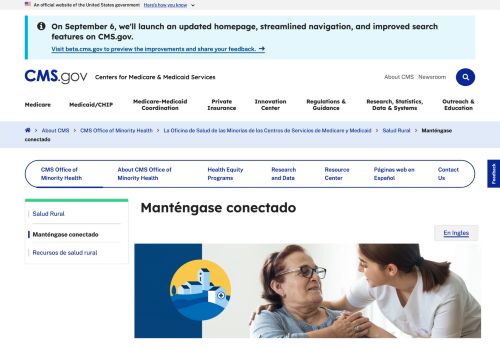 An official website of the United States government Here's how you know
On September 6, we'll launch an updated homepage, streamlined navigation, and improved search
features on CMS.gov.
Visit beta.cms.gov to preview the improvements and share your feedback. →
CMS.gov Centers for Medicare & Medicaid Services
About CMS Newsroom
Medicare
Medicaid/CHIP
Medicare-Medicaid
Coordination
Private
Insurance
Innovation
Center
Regulations &
Guidance
Research, Statistics,
Data & Systems
Outreach &
Education
> About CMS > CMS Office of Minority Health > La Oficina de Salud de las Minorías de los Centros de Servicios de Medicare y Medicaid > Salud Rural > Manténgase
conectado
Feedback
CMS Office of
Minority Health
About CMS Office of
Minority Health
Health Equity
Programs
Research
and Data
Resource
Center
Páginas web en
Español
Contact
Us
Salud Rural
Manténgase conectado
Recursos de salud rural
Manténgase conectado
En Ingles